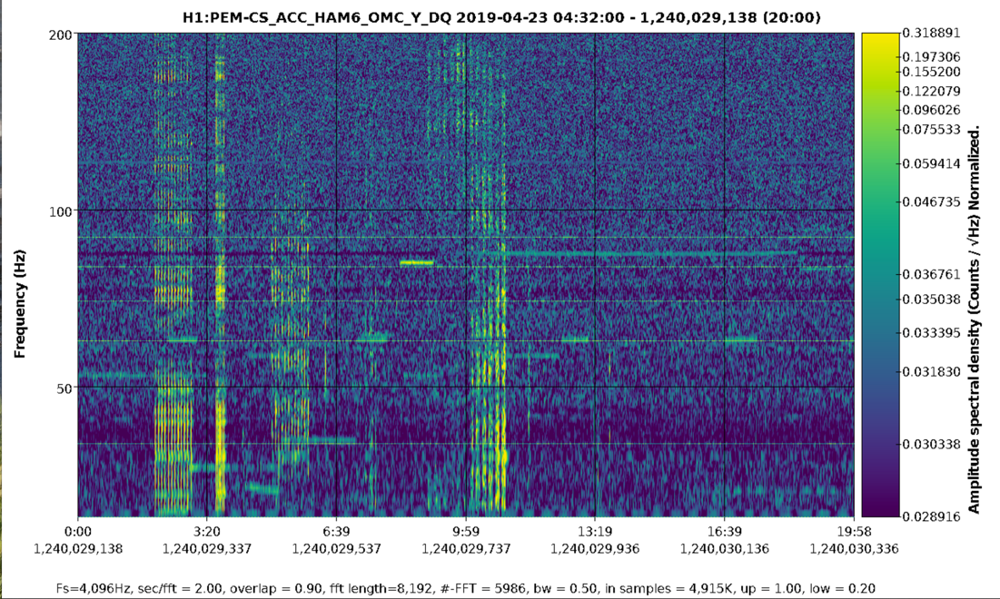 H1:PEM-CS_ACC_HAM6_OMC_Y_DQ 2019-04-23 04:32:00 - 1,240,029,138 (20:00)
200
100
50
Frequency (Hz)
0:00 3:20 6:39 9:59 13:19 16:39 19:58
1,240,029,138 1,240,029,337 1,240,029,537 1,240,029,737 1,240,029,936 1,240,030,136 1,240,030,336
0.318891
0.197306
0.155200
0.122079
0.096026
0.075533
0.059414
0.046735
0.036761
0.035038
0.033395
0.031830
0.030338
0.028916
Amplitude spectral density (Counts / √Hz) Normalized.
Fs=4,096Hz, sec/fft = 2.00, overlap = 0.90, fft length=8,192, #-FFT = 5986, bw = 0.50, in samples = 4,915K, up = 1.00, low = 0.20